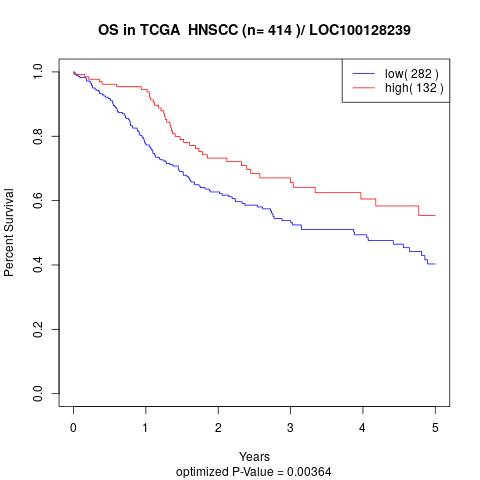 OS in TCGA  HNSCC (n= 414 )/ LOC100128239
low( 282 )
high( 132 )
Percent Survival
1.0
0.8
0.6
0.4
0.2
0.0
0 1 2 3 4 5
Years
optimized P-Value = 0.00364